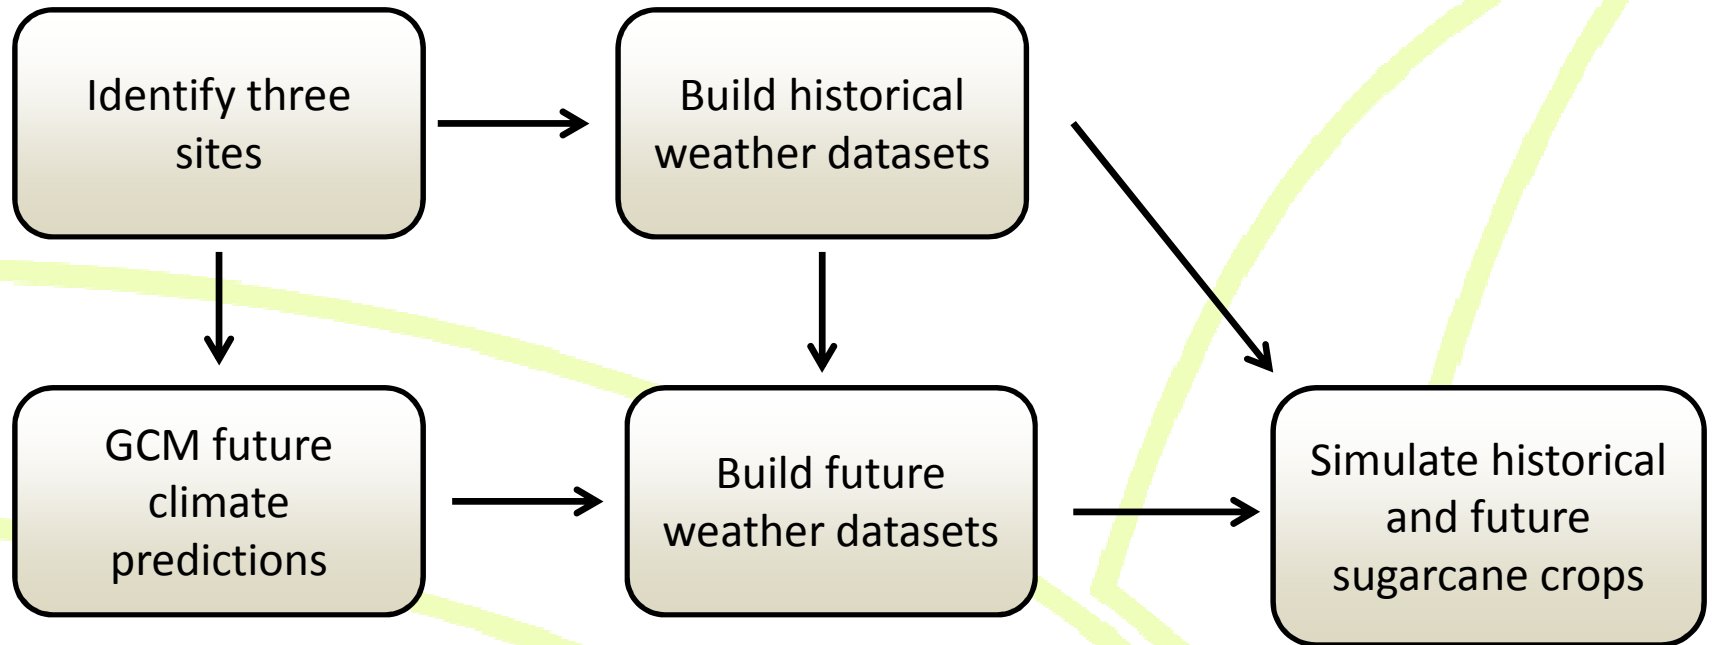 Identify three
sites
Build historical
weather datasets
GCM future
climate
predictions
Build future
weather datasets
Simulate historical
and future
sugarcane crops